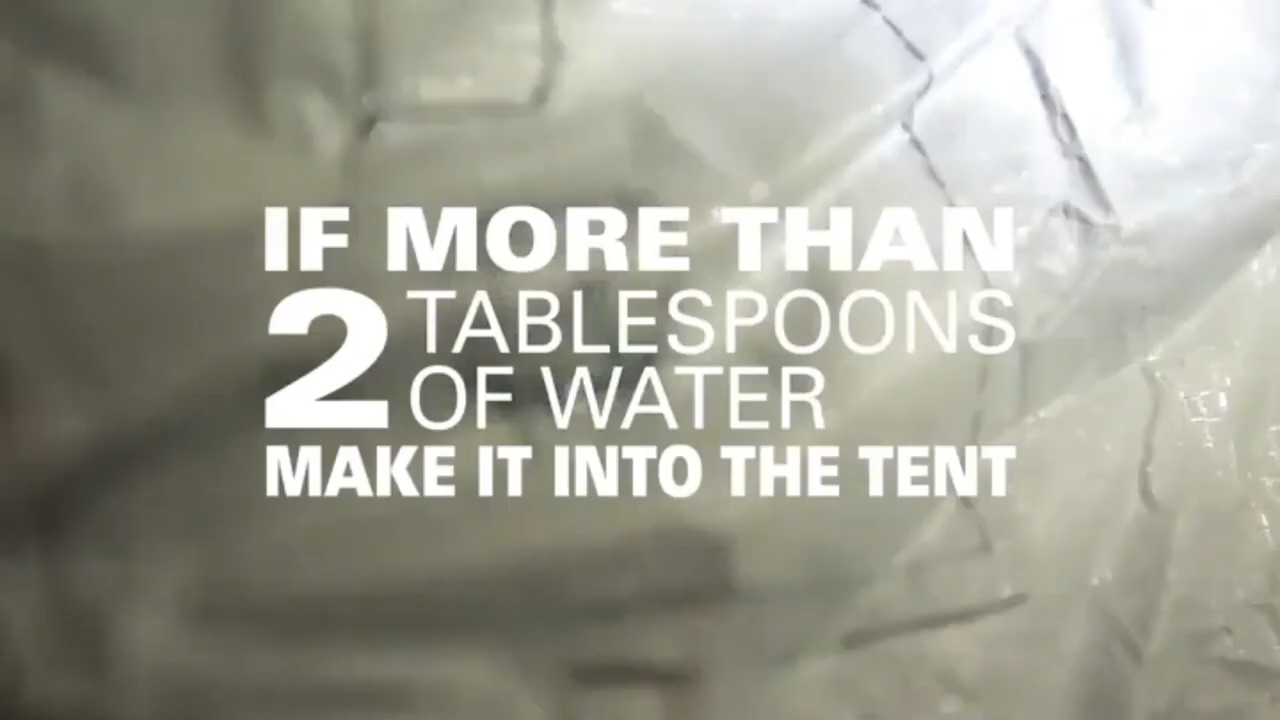 IF MORE THAN
2 TABLESPOONS
OF WATER
MAKE IT INTO THE TENT